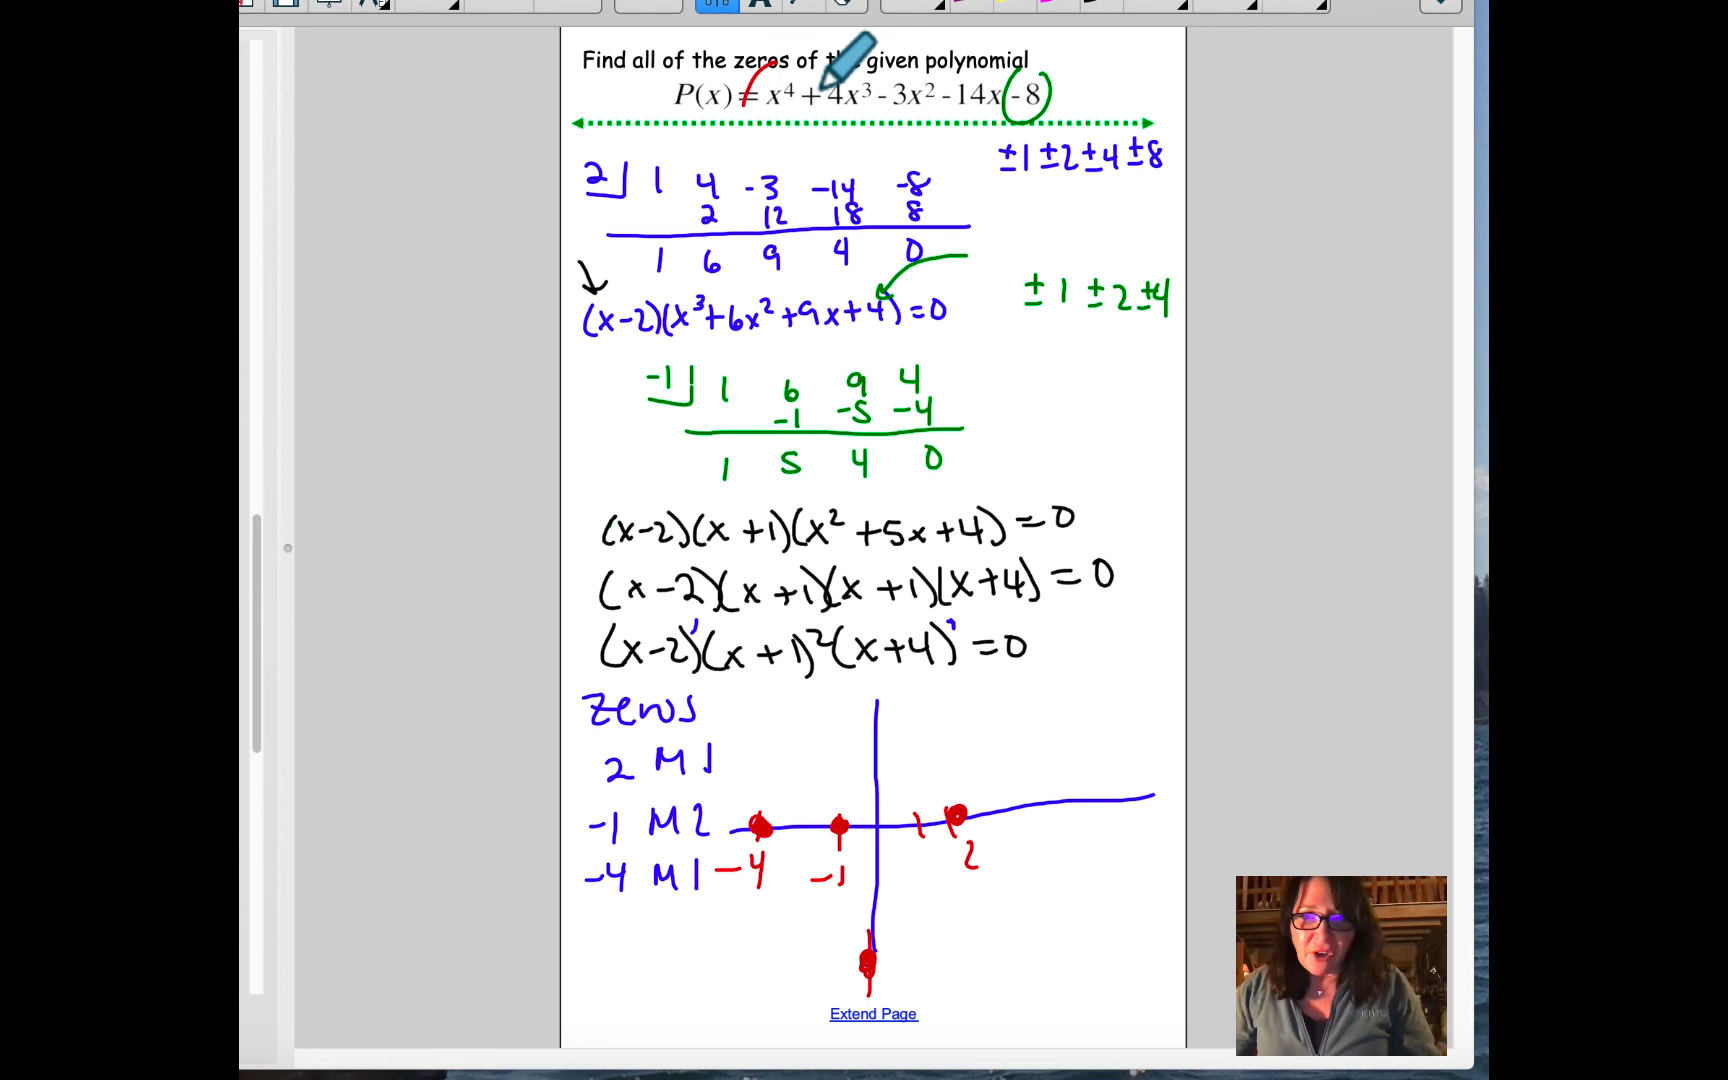 Find all of the zeros of the given polynomial
P(x) = x⁴ + 4x³ - 3x² - 14x - 8
±1 ±2 ±4 ±8
2 1 4 -3 -14 -8
2 12 18 8
1 6 9 4 0
(x-2)(x³+6x²+9x+4)=0
±1 ±2 ±4
-1 1 6 9 4
-1 -5 -4
1 5 4 0
(x-2)(x+1)(x²+5x+4)=0
(x-2)(x+1)(x+1)(x+4)=0
(x-2)¹(x+1)²(x+4)¹=0
Zeros
2 M1
-1 M2
-4 M1
-4 -1 2
Extend Page